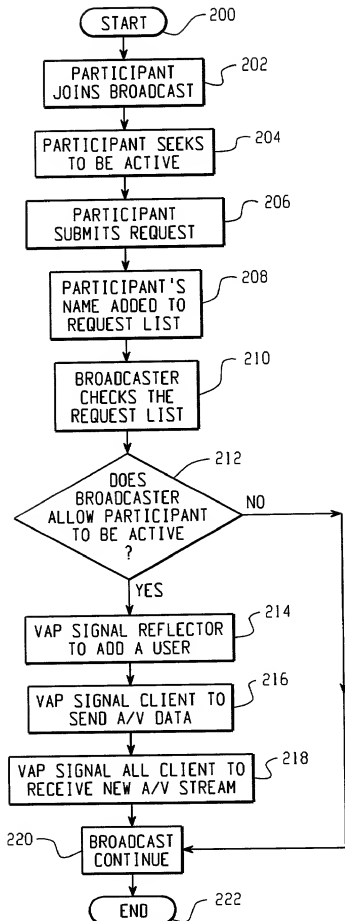 START
200
PARTICIPANT
JOINS BROADCAST
202
PARTICIPANT SEEKS
TO BE ACTIVE
204
PARTICIPANT
SUBMITS REQUEST
206
PARTICIPANT'S
NAME ADDED TO
REQUEST LIST
208
BROADCASTER
CHECKS THE
REQUEST LIST
210
DOES
BROADCASTER
ALLOW PARTICIPANT
TO BE ACTIVE
?
212
NO
YES
VAP SIGNAL REFLECTOR
TO ADD A USER
214
VAP SIGNAL CLIENT TO
SEND A/V DATA
216
VAP SIGNAL ALL CLIENT TO
RECEIVE NEW A/V STREAM
218
220
BROADCAST
CONTINUE
END
222